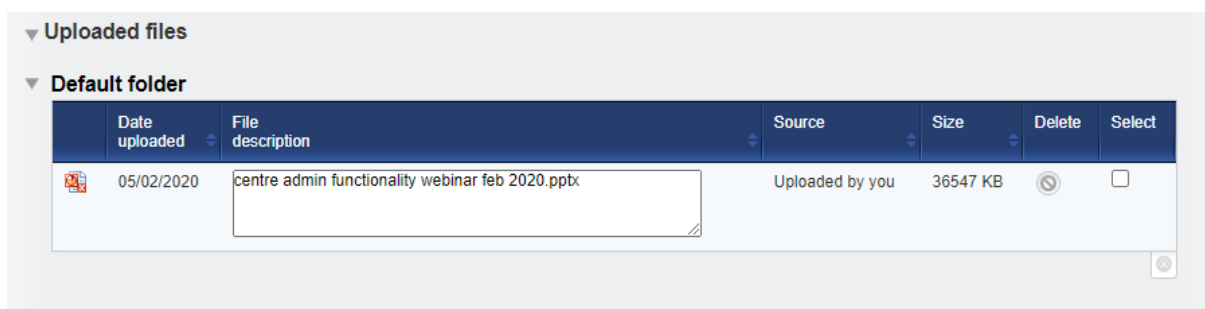 Uploaded files
Default folder
Date uploaded File description Source Size Delete Select
05/02/2020 centre admin functionality webinar feb 2020.pptx Uploaded by you 36547 KB